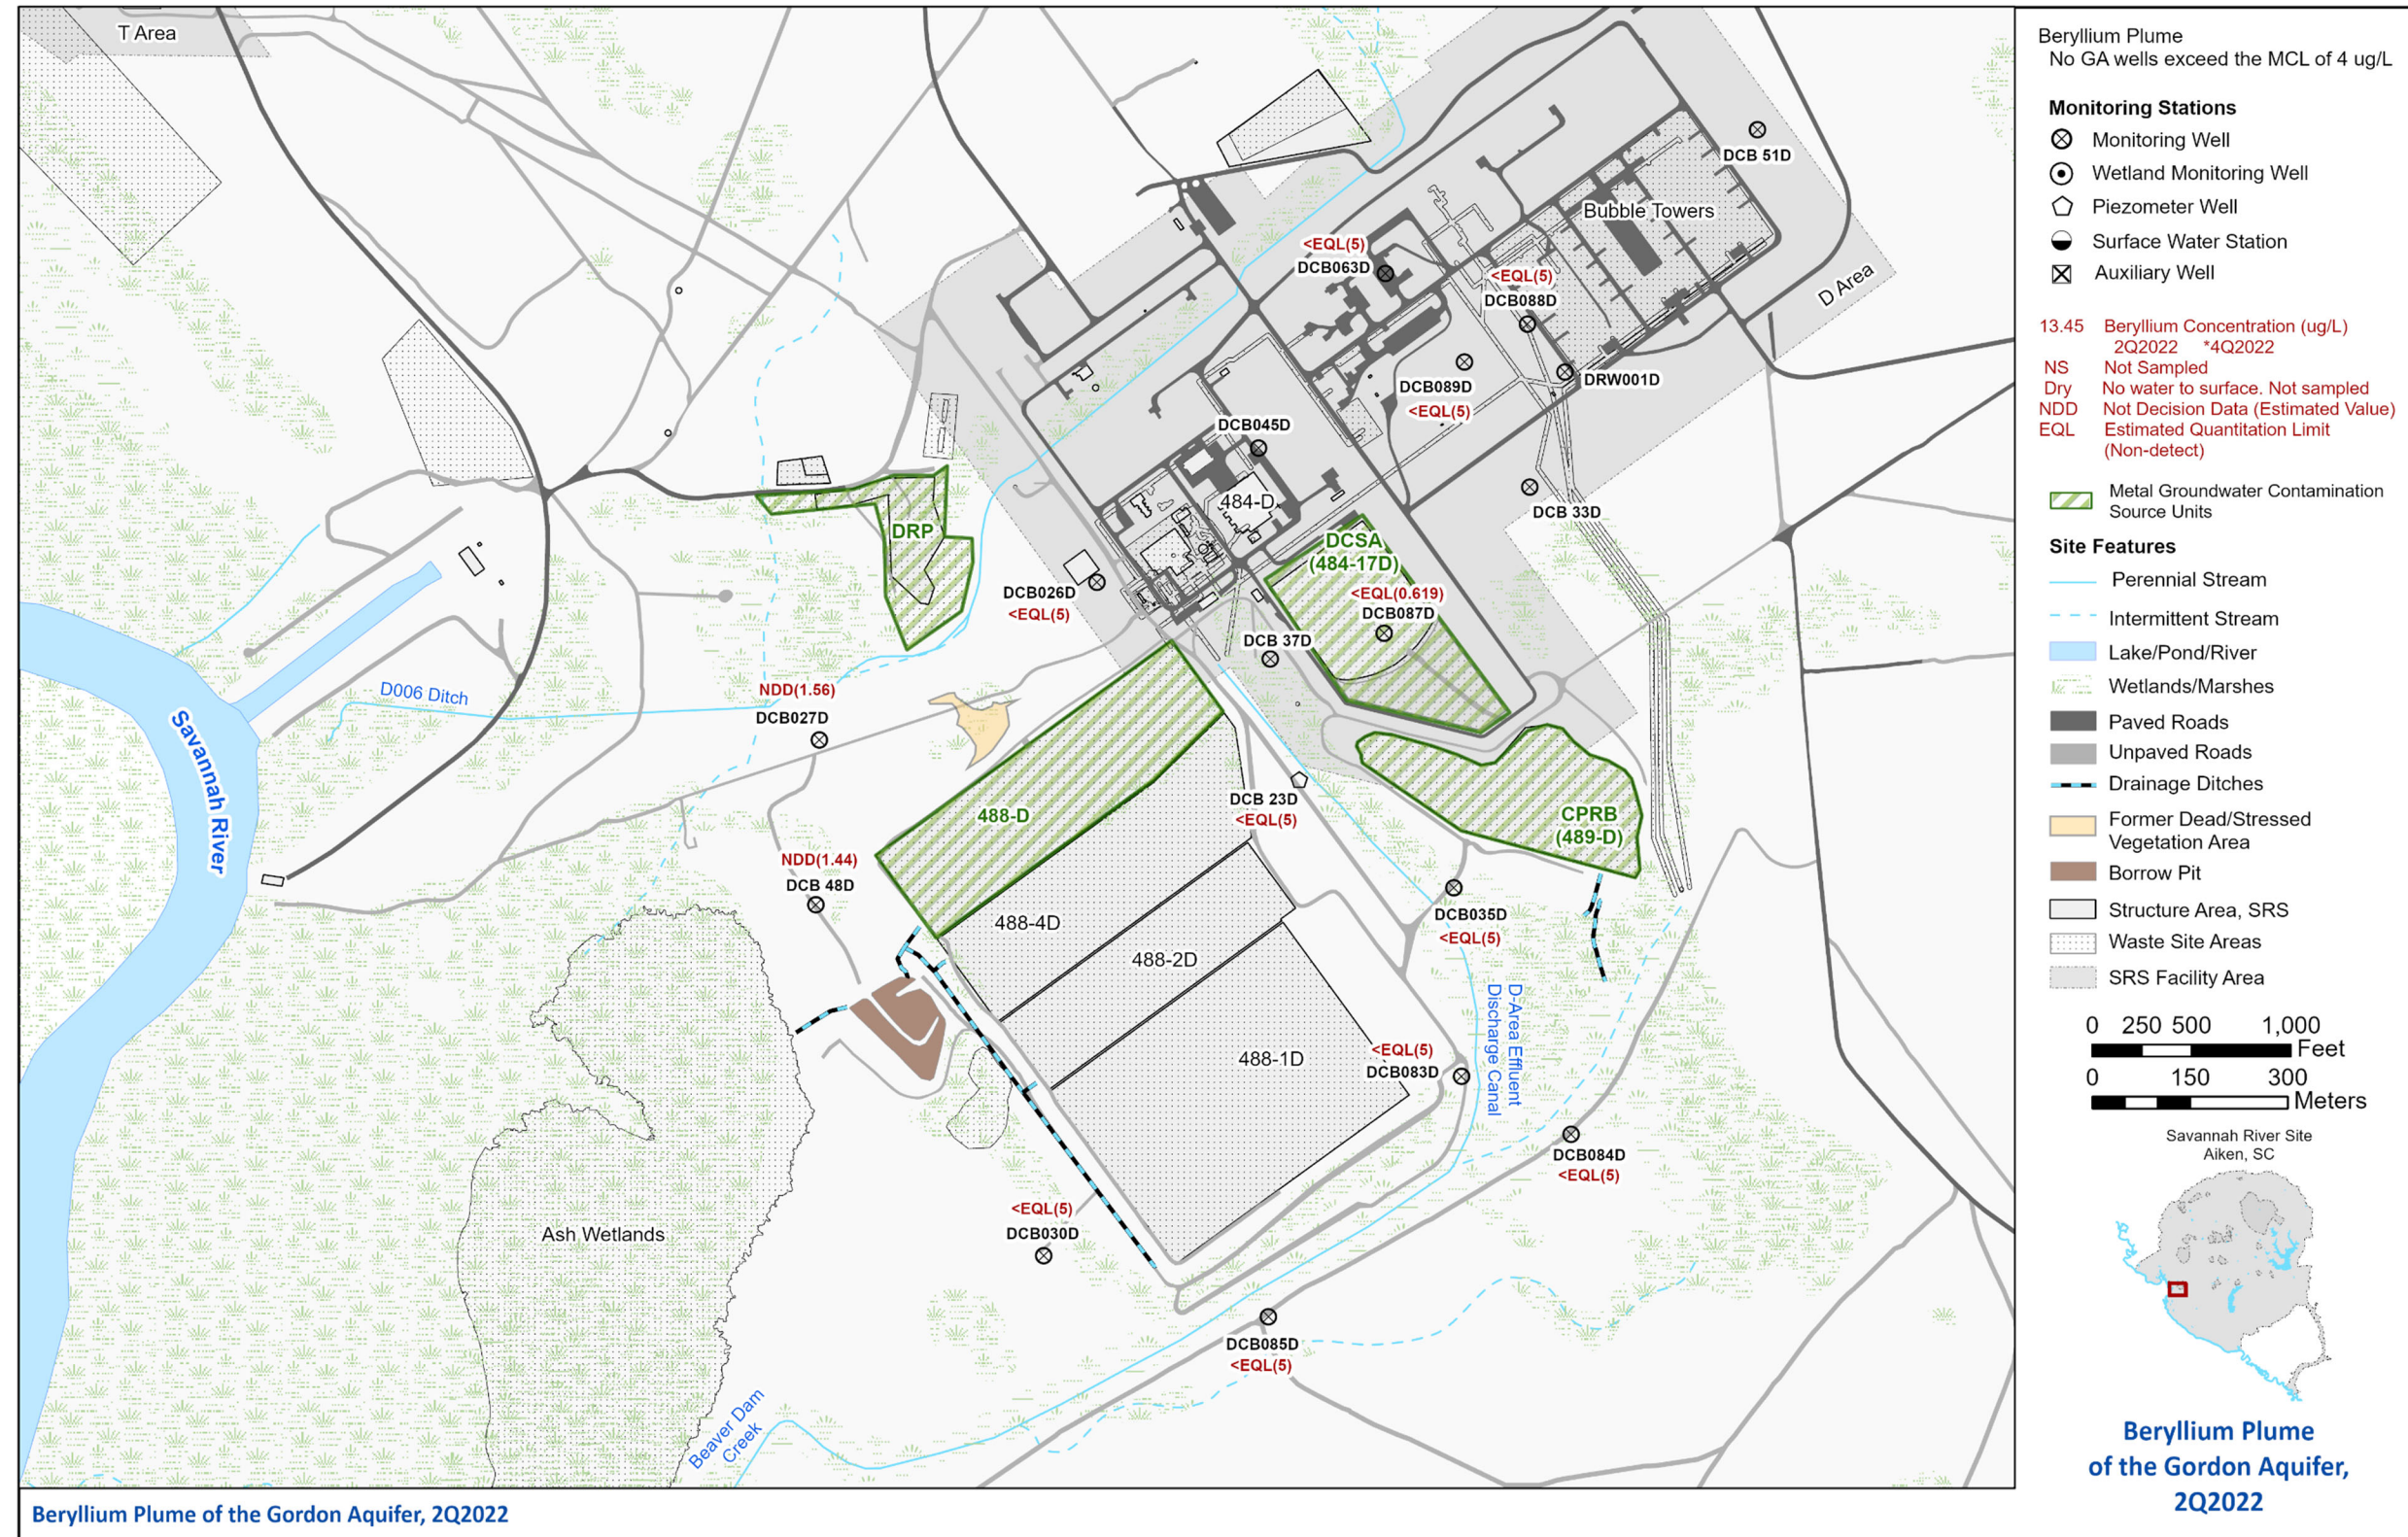 T Area
DCB 51D
Bubble Towers
D Area
<EQL(5)
DCB063D
<EQL(5)
DCB088D
DCB089D
<EQL(5)
DRW001D
DCB045D
484-D
DCB 33D
DRP
DCSA
(484-17D)
<EQL(0.619)
DCB087D
DCB026D
<EQL(5)
DCB 37D
D006 Ditch
NDD(1.56)
DCB027D
Savannah River
488-D
DCB 23D
<EQL(5)
CPRB
(489-D)
NDD(1.44)
DCB 48D
DCB035D
<EQL(5)
488-4D
488-2D
488-1D
D-Area Effluent
Discharge Canal
<EQL(5)
DCB083D
DCB084D
<EQL(5)
Ash Wetlands
<EQL(5)
DCB030D
DCB085D
<EQL(5)
Beaver Dam
Creek
Beryllium Plume of the Gordon Aquifer, 2Q2022
Beryllium Plume
No GA wells exceed the MCL of 4 ug/L
Monitoring Stations
Monitoring Well
Wetland Monitoring Well
Piezometer Well
Surface Water Station
Auxiliary Well
13.45 Beryllium Concentration (ug/L)
2Q2022 *4Q2022
NS Not Sampled
Dry No water to surface. Not sampled
NDD Not Decision Data (Estimated Value)
EQL Estimated Quantitation Limit
(Non-detect)
Metal Groundwater Contamination
Source Units
Site Features
Perennial Stream
Intermittent Stream
Lake/Pond/River
Wetlands/Marshes
Paved Roads
Unpaved Roads
Drainage Ditches
Former Dead/Stressed
Vegetation Area
Borrow Pit
Structure Area, SRS
Waste Site Areas
SRS Facility Area
0 250 500 1,000
Feet
0 150 300
Meters
Savannah River Site
Aiken, SC
Beryllium Plume
of the Gordon Aquifer,
2Q2022